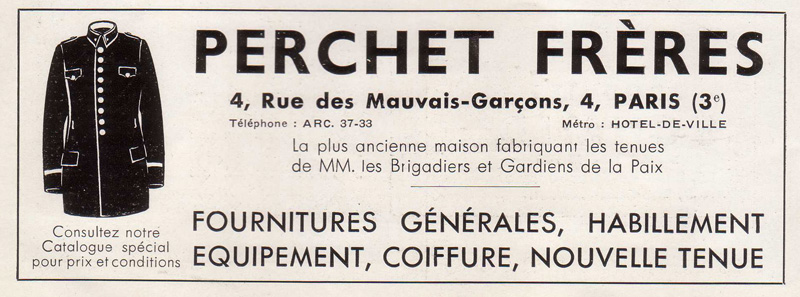 PERCHET FRÈRES
4, Rue des Mauvais-Garçons, 4, PARIS (3e)
Téléphone : ARC. 37-33 Métro : HOTEL-DE-VILLE
La plus ancienne maison fabriquant les tenues
de MM. les Brigadiers et Gardiens de la Paix
Consultez notre
Catalogue spécial
pour prix et conditions
FOURNITURES GÉNÉRALES, HABILLEMENT
EQUIPEMENT, COIFFURE, NOUVELLE TENUE